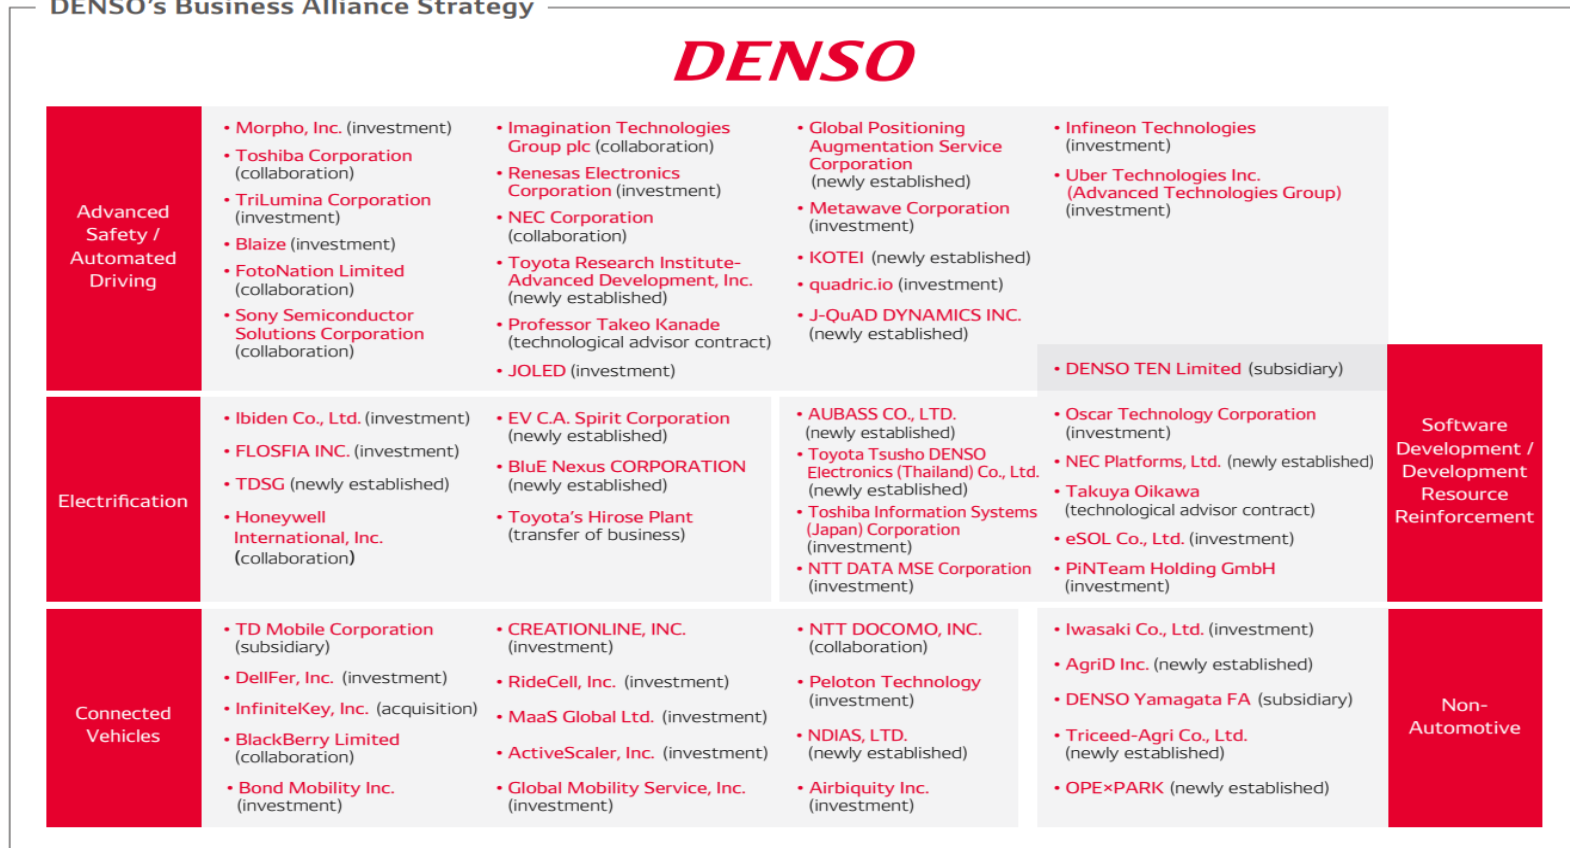 DENSO's Business Alliance Strategy
DENSO
Advanced
Safety /
Automated
Driving
• Morpho, Inc. (investment)
• Toshiba Corporation
(collaboration)
• TriLumina Corporation
(investment)
• Blaize (investment)
• FotoNation Limited
(collaboration)
• Sony Semiconductor
Solutions Corporation
(collaboration)
• Imagination Technologies
Group plc (collaboration)
• Renesas Electronics
Corporation (investment)
• NEC Corporation
(collaboration)
• Toyota Research Institute-
Advanced Development, Inc.
(newly established)
• Professor Takeo Kanade
(technological advisor contract)
• JOLED (investment)
• Global Positioning
Augmentation Service
Corporation
(newly established)
• Metawave Corporation
(investment)
• KOTEI (newly established)
• quadric.io (investment)
• J-QuAD DYNAMICS INC.
(newly established)
• Infineon Technologies
(investment)
• Uber Technologies Inc.
(Advanced Technologies Group)
(investment)
• DENSO TEN Limited (subsidiary)
Electrification
• Ibiden Co., Ltd. (investment)
• FLOSFIA INC. (investment)
• TDSG (newly established)
• Honeywell
International, Inc.
(collaboration)
• EV C.A. Spirit Corporation
(newly established)
• BluE Nexus CORPORATION
(newly established)
• Toyota's Hirose Plant
(transfer of business)
• AUBASS CO., LTD.
(newly established)
• Toyota Tsusho DENSO
Electronics (Thailand) Co., Ltd.
(newly established)
• Toshiba Information Systems
(Japan) Corporation
(investment)
• NTT DATA MSE Corporation
(investment)
• Oscar Technology Corporation
(investment)
• NEC Platforms, Ltd. (newly established)
• Takuya Oikawa
(technological advisor contract)
• eSOL Co., Ltd. (investment)
• PiNTeam Holding GmbH
(investment)
Software
Development /
Development
Resource
Reinforcement
Connected
Vehicles
• TD Mobile Corporation
(subsidiary)
• DellFer, Inc. (investment)
• InfiniteKey, Inc. (acquisition)
• BlackBerry Limited
(collaboration)
• Bond Mobility Inc.
(investment)
• CREATIONLINE, INC.
(investment)
• RideCell, Inc. (investment)
• MaaS Global Ltd. (investment)
• ActiveScaler, Inc. (investment)
• Global Mobility Service, Inc.
(investment)
• NTT DOCOMO, INC.
(collaboration)
• Peloton Technology
(investment)
• NDIAS, LTD.
(newly established)
• Airbiquity Inc.
(investment)
• Iwasaki Co., Ltd. (investment)
• AgriD Inc. (newly established)
• DENSO Yamagata FA (subsidiary)
• Triceed-Agri Co., Ltd.
(newly established)
• OPE×PARK (newly established)
Non-
Automotive